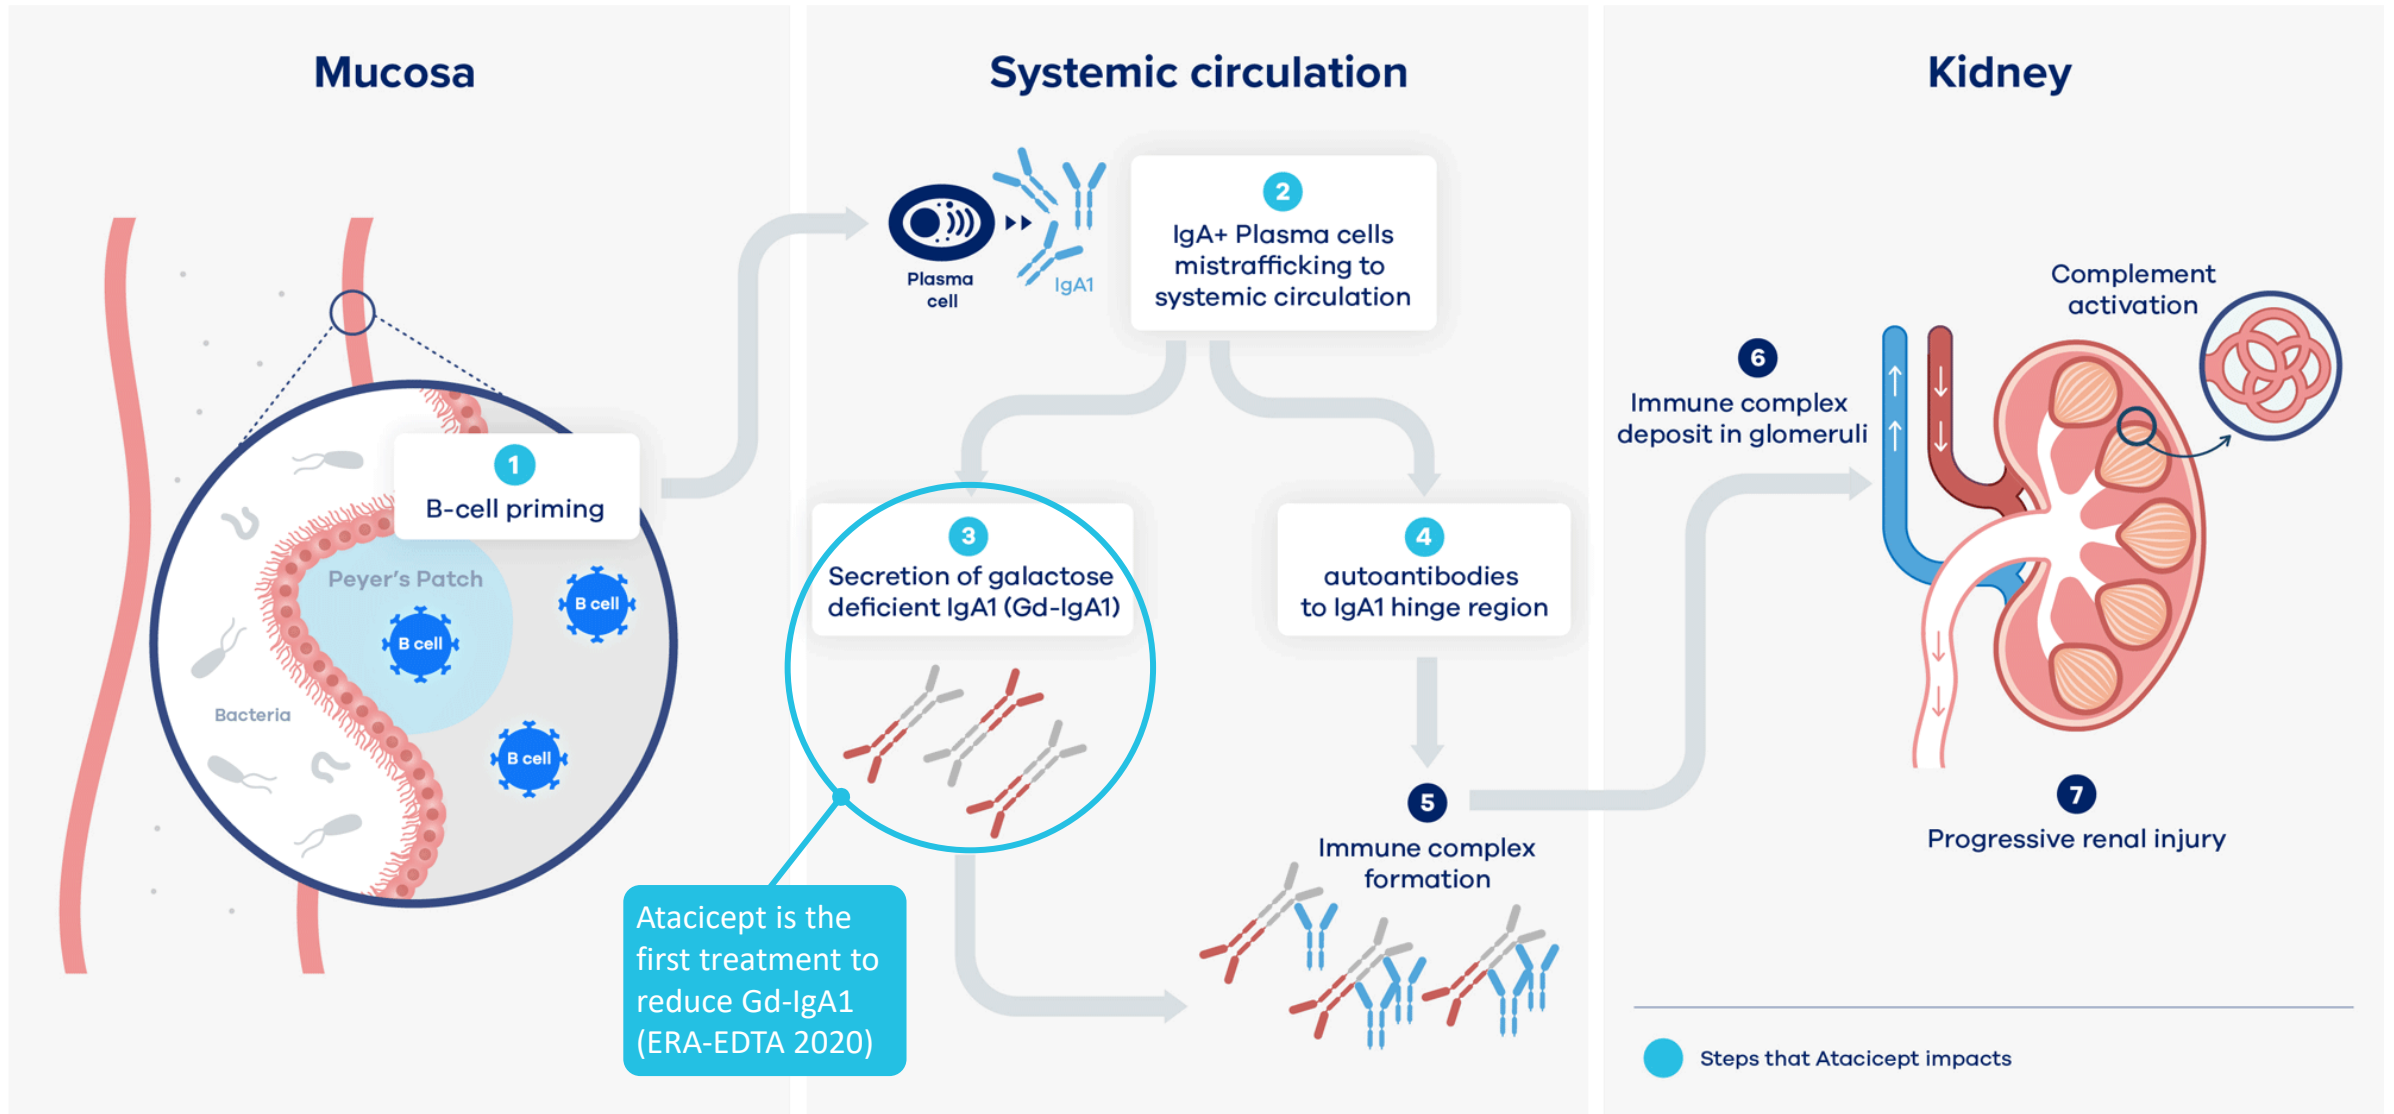 Mucosa
1
B-cell priming
Peyer's Patch
B cell
B cell
B cell
Bacteria
Systemic circulation
Plasma
cell
IgA1
2
IgA+ Plasma cells
mistrafficking to
systemic circulation
3
Secretion of galactose
deficient IgA1 (Gd-IgA1)
4
autoantibodies
to IgA1 hinge region
5
Immune complex
formation
Atacicept is the
first treatment to
reduce Gd-IgA1
(ERA-EDTA 2020)
Kidney
Complement
activation
6
Immune complex
deposit in glomeruli
7
Progressive renal injury
Steps that Atacicept impacts